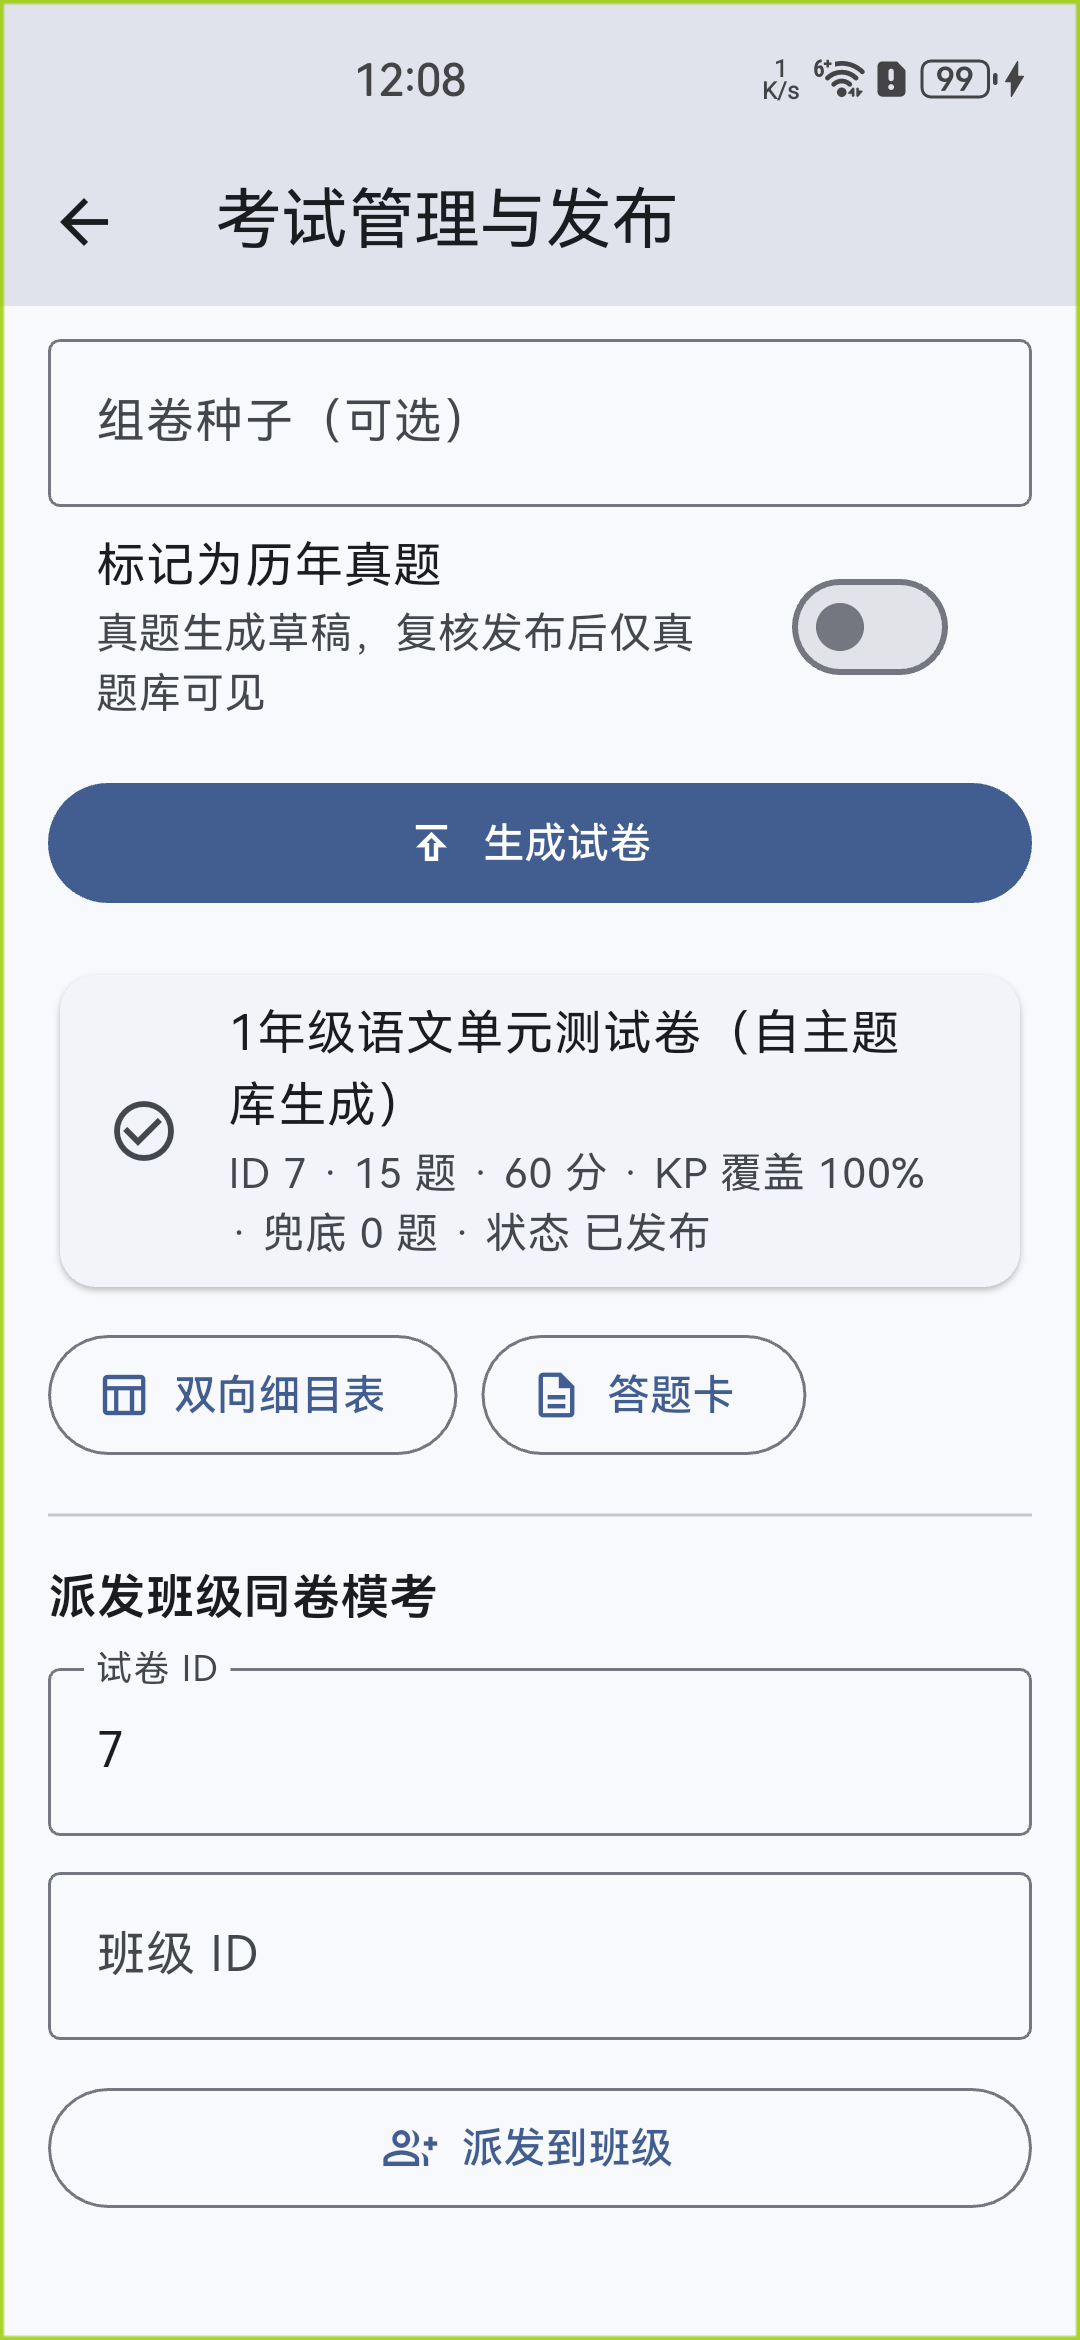 12:08
1
K/s
6+
99
考试管理与发布
组卷种子（可选）
标记为历年真题
真题生成草稿，复核发布后仅真
题库可见
生成试卷
1年级语文单元测试卷（自主题
库生成）
ID 7 · 15 题 · 60 分 · KP 覆盖 100%
· 兜底 0 题 · 状态 已发布
双向细目表
答题卡
派发班级同卷模考
试卷 ID
7
班级 ID
派发到班级